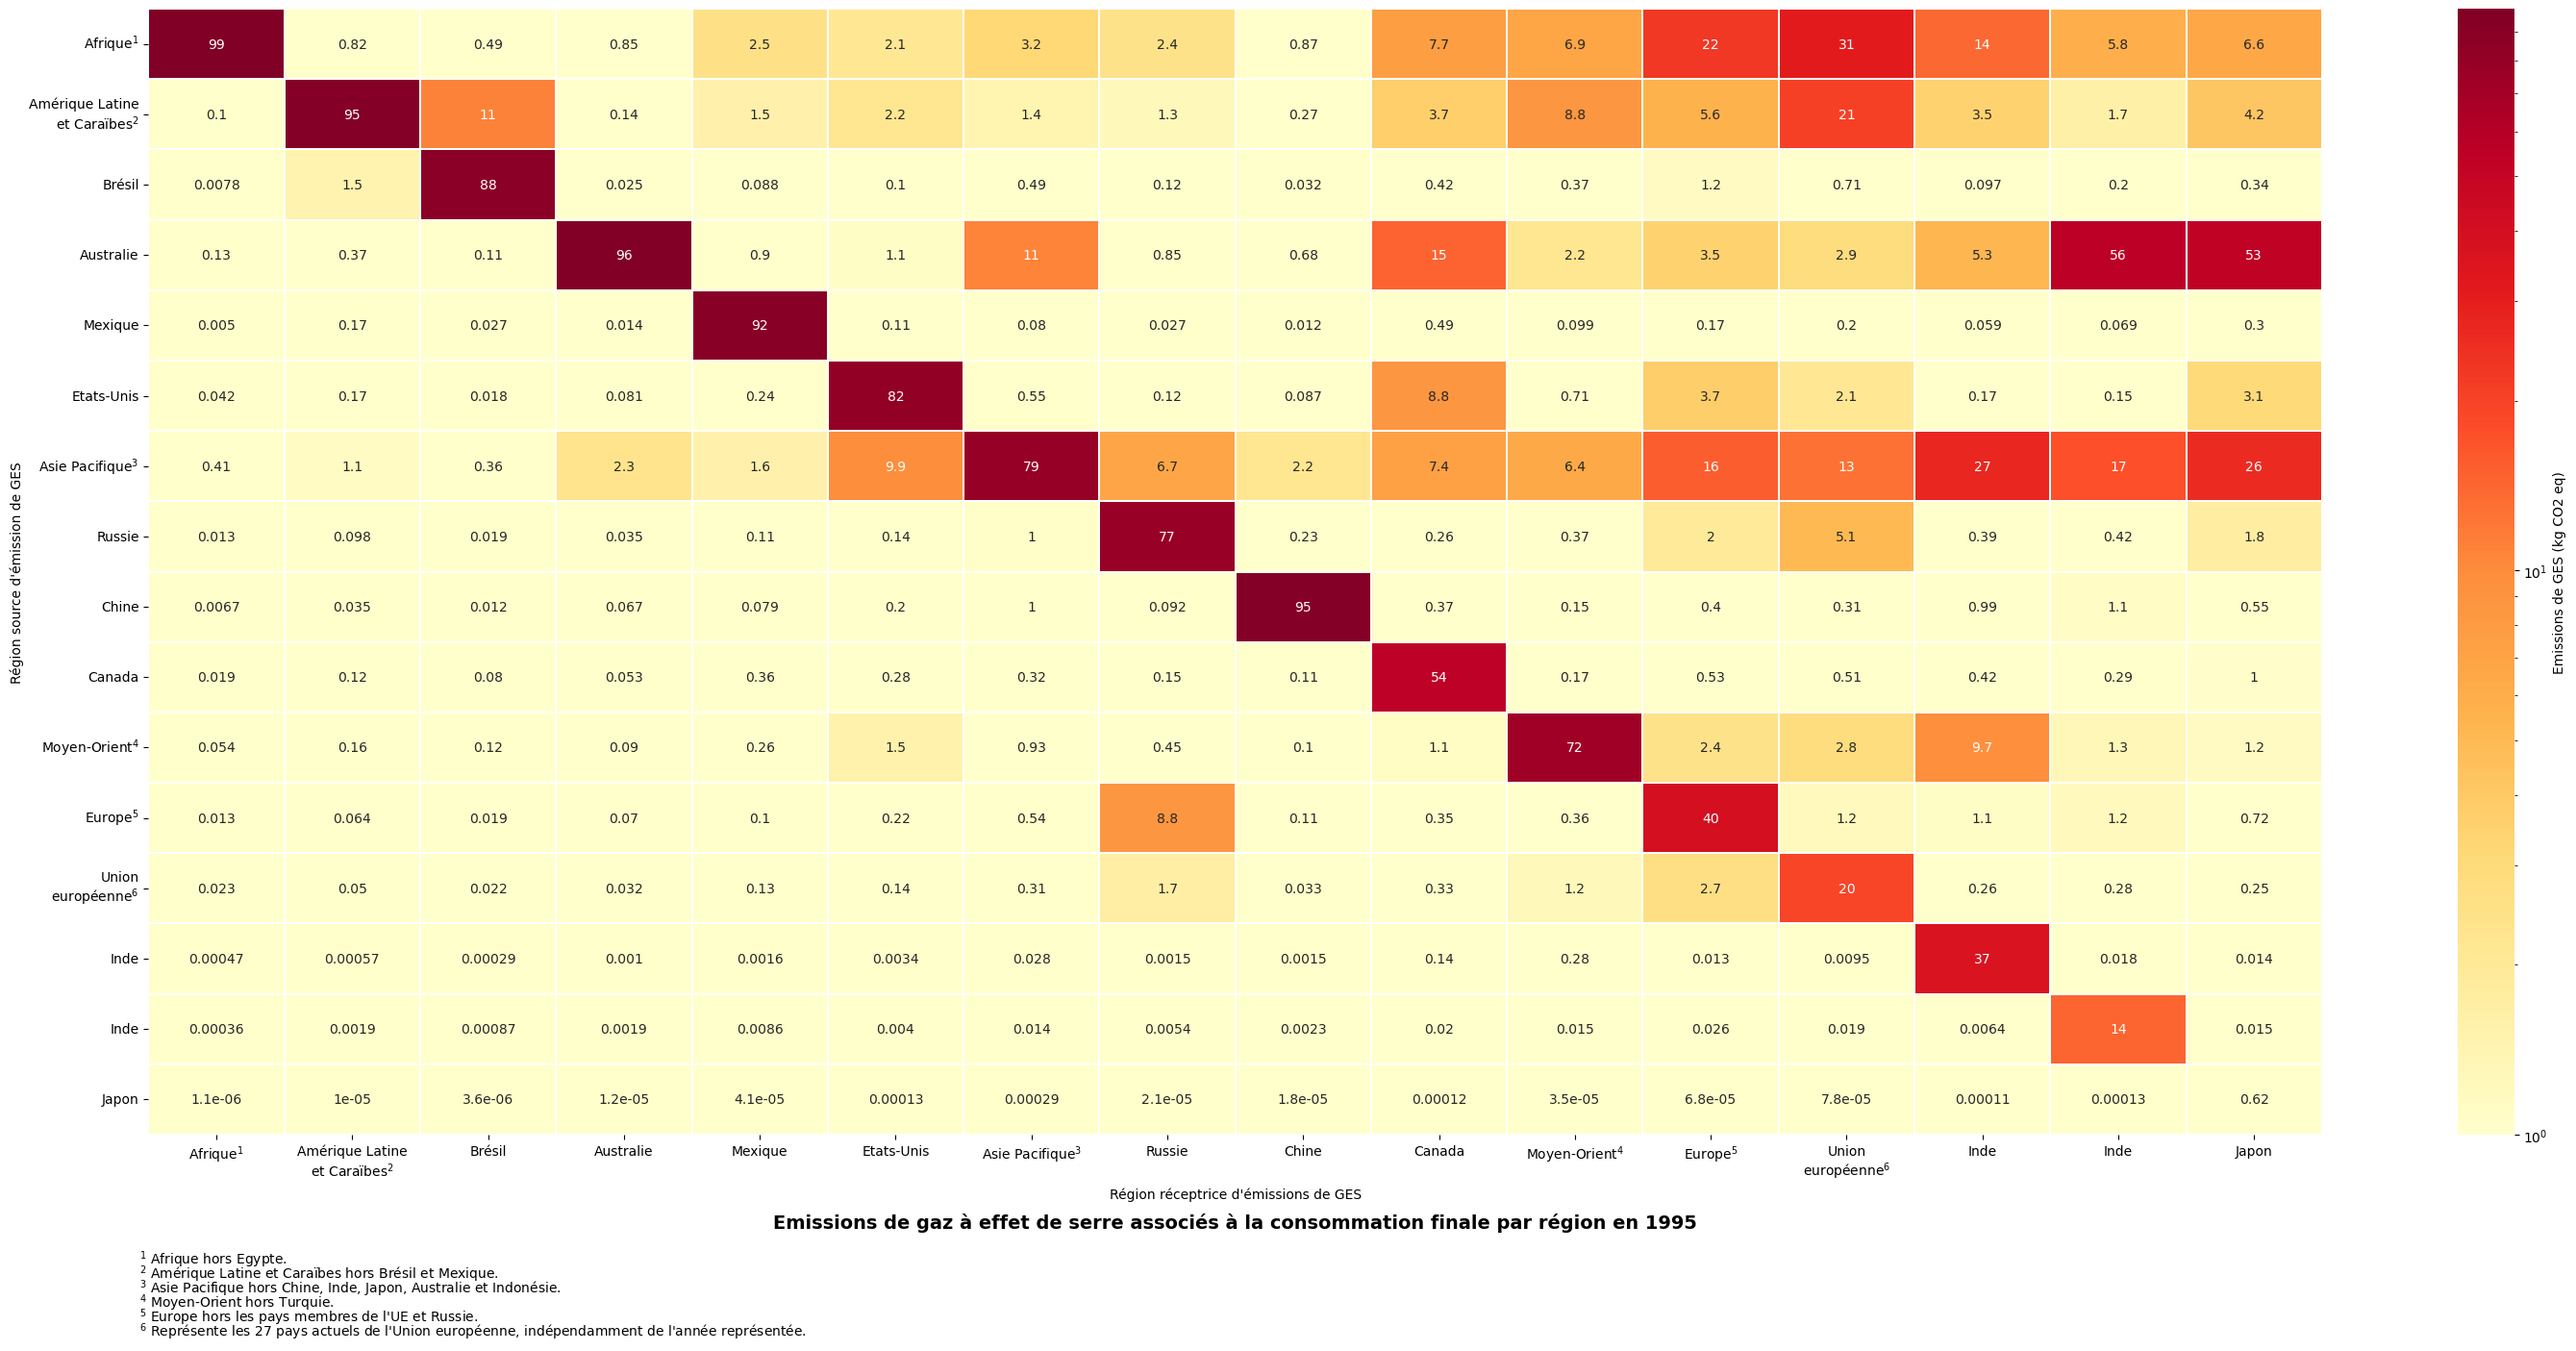 Afrique¹ 99 0.82 0.49 0.85 2.5 2.1 3.2 2.4 0.87 7.7 6.9 22 31 14 5.8 6.6
Amérique Latine
et Caraïbes² 0.1 95 11 0.14 1.5 2.2 1.4 1.3 0.27 3.7 8.8 5.6 21 3.5 1.7 4.2
Brésil 0.0078 1.5 88 0.025 0.088 0.1 0.49 0.12 0.032 0.42 0.37 1.2 0.71 0.097 0.2 0.34
Australie 0.13 0.37 0.11 96 0.9 1.1 11 0.85 0.68 15 2.2 3.5 2.9 5.3 56 53
Mexique 0.005 0.17 0.027 0.014 92 0.11 0.08 0.027 0.012 0.49 0.099 0.17 0.2 0.059 0.069 0.3
Etats-Unis 0.042 0.17 0.018 0.081 0.24 82 0.55 0.12 0.087 8.8 0.71 3.7 2.1 0.17 0.15 3.1
Asie Pacifique³ 0.41 1.1 0.36 2.3 1.6 9.9 79 6.7 2.2 7.4 6.4 16 13 27 17 26
Russie 0.013 0.098 0.019 0.035 0.11 0.14 1 77 0.23 0.26 0.37 2 5.1 0.39 0.42 1.8
Chine 0.0067 0.035 0.012 0.067 0.079 0.2 1 0.092 95 0.37 0.15 0.4 0.31 0.99 1.1 0.55
Canada 0.019 0.12 0.08 0.053 0.36 0.28 0.32 0.15 0.11 54 0.17 0.53 0.51 0.42 0.29 1
Moyen-Orient⁴ 0.054 0.16 0.12 0.09 0.26 1.5 0.93 0.45 0.1 1.1 72 2.4 2.8 9.7 1.3 1.2
Europe⁵ 0.013 0.064 0.019 0.07 0.1 0.22 0.54 8.8 0.11 0.35 0.36 40 1.2 1.1 1.2 0.72
Union
européenne⁶ 0.023 0.05 0.022 0.032 0.13 0.14 0.31 1.7 0.033 0.33 1.2 2.7 20 0.26 0.28 0.25
Inde 0.00047 0.00057 0.00029 0.001 0.0016 0.0034 0.028 0.0015 0.0015 0.14 0.28 0.013 0.0095 37 0.018 0.014
Inde 0.00036 0.0019 0.00087 0.0019 0.0086 0.004 0.014 0.0054 0.0023 0.02 0.015 0.026 0.019 0.0064 14 0.015
Japon 1.1e-06 1e-05 3.6e-06 1.2e-05 4.1e-05 0.00013 0.00029 2.1e-05 1.8e-05 0.00012 3.5e-05 6.8e-05 7.8e-05 0.00011 0.00013 0.62
Région source d'émission de GES
Afrique¹ Amérique Latine Brésil Australie Mexique Etats-Unis Asie Pacifique³ Russie Chine Canada Moyen-Orient⁴ Europe⁵ Union Inde Inde Japon
et Caraïbes² européenne⁶
Région réceptrice d'émissions de GES
10¹
10⁰
Emissions de GES (kg CO2 eq)
Emissions de gaz à effet de serre associés à la consommation finale par région en 1995
¹ Afrique hors Egypte.
² Amérique Latine et Caraïbes hors Brésil et Mexique.
³ Asie Pacifique hors Chine, Inde, Japon, Australie et Indonésie.
⁴ Moyen-Orient hors Turquie.
⁵ Europe hors les pays membres de l'UE et Russie.
⁶ Représente les 27 pays actuels de l'Union européenne, indépendamment de l'année représentée.